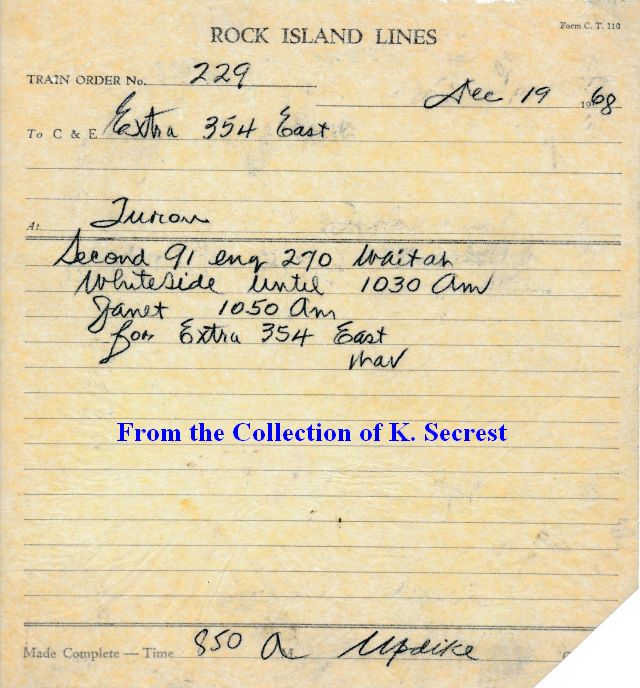 Form C. T. 110
ROCK ISLAND LINES
TRAIN ORDER No. 229
Dec 19 1968
To C & E Extra 354 East
At Turon
Second 91 eng 270 Wait at
Whiteside until 1030 Am
Janet 1050 Am
for Extra 354 East
From the Collection of K. Secrest
Made Complete — Time 850 A M Updike